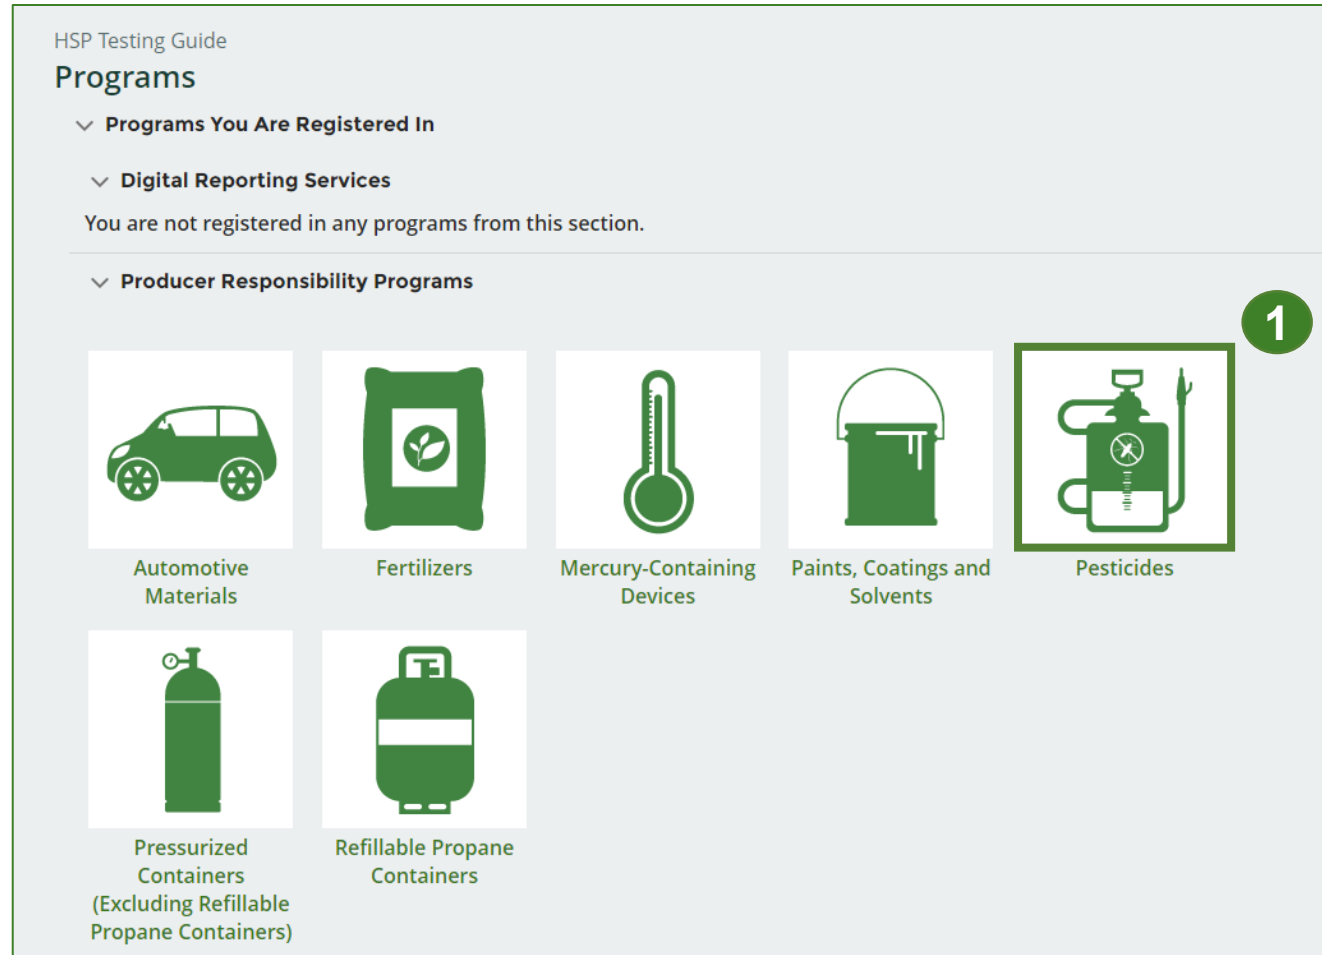 HSP Testing Guide
Programs
Programs You Are Registered In
Digital Reporting Services
You are not registered in any programs from this section.
Producer Responsibility Programs
1
Automotive
Materials
Fertilizers
Mercury-Containing
Devices
Paints, Coatings and
Solvents
Pesticides
Pressurized
Containers
(Excluding Refillable
Propane Containers)
Refillable Propane
Containers